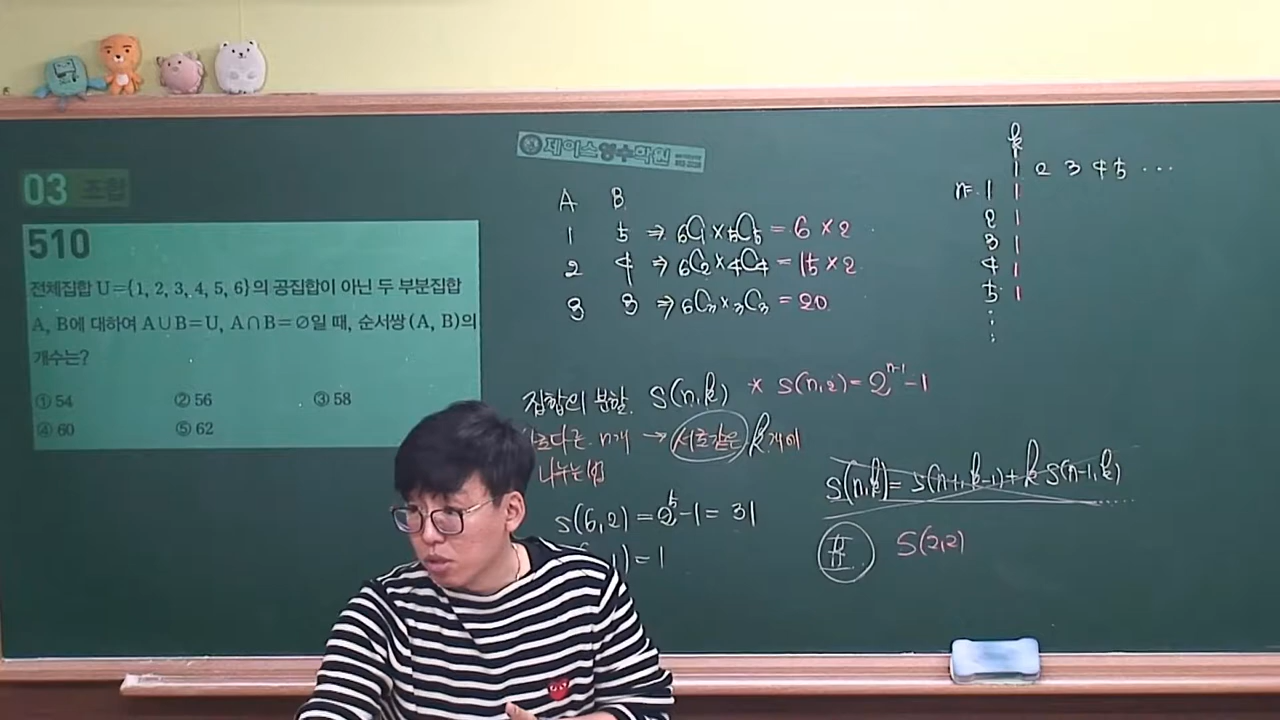 제이스영수학원
03 조합
510
전체집합 U={1, 2, 3, 4, 5, 6}의 공집합이 아닌 두 부분집합
A, B에 대하여 A∪B=U, A∩B=∅일 때, 순서쌍 (A, B)의
개수는?
① 54 ② 56 ③ 58
④ 60 ⑤ 62
A B
1 5 ⇒ 6C1×5C5 = 6×2
2 4 ⇒ 6C2×4C4 = 15×2
3 3 ⇒ 6C3×3C3 = 20
집합의 분할. S(n,k) * S(n,2)=2^{n-1}-1
다른 n개 → 서로같은 k개에
나누는
S(6,2)=2^5-1=31
1)=1
k
1 2 3 4 5 ...
n=1 1
2 1
3 1
4 1
5 1
S(n,k)= S(n-1,k-1)+k S(n-1,k)
표 S(2,2)